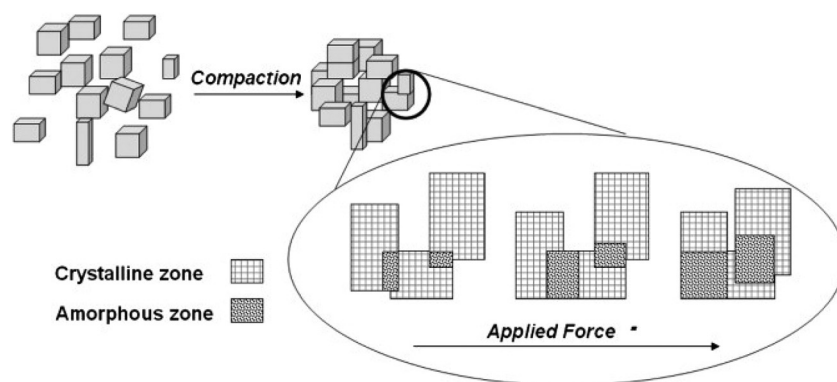 Compaction
Crystalline zone
Amorphous zone
Applied Force